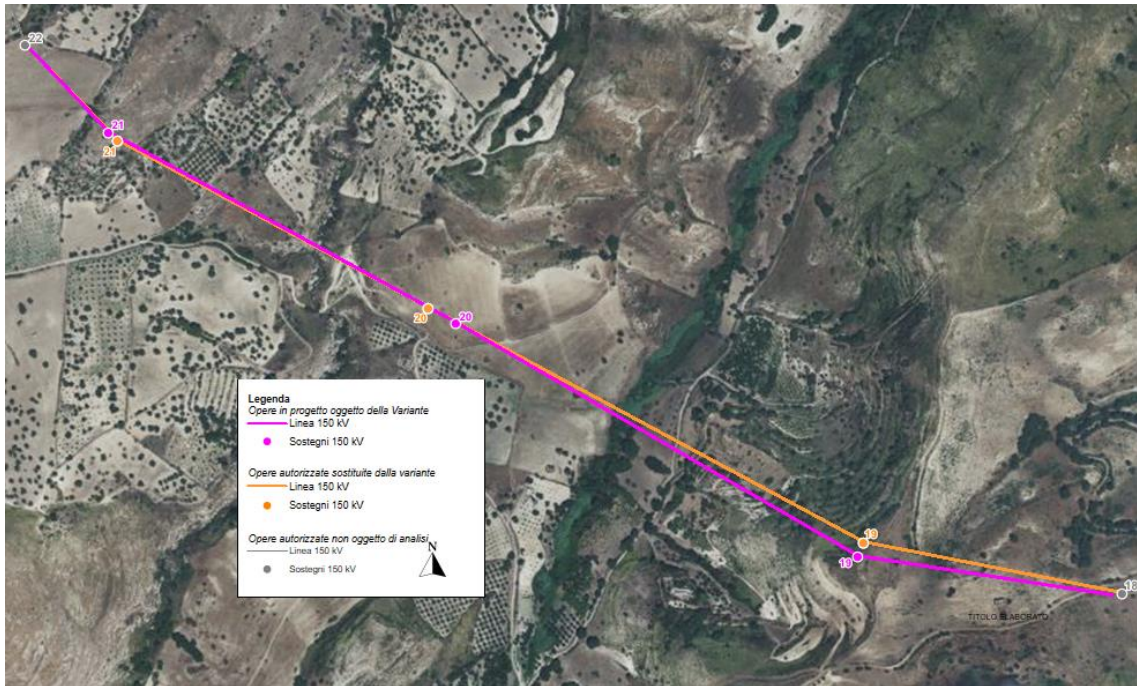 22
21
21
20
20
19
19
18
Legenda
Opere in progetto oggetto della Variante
Linea 150 kV
Sostegni 150 kV
Opere autorizzate sostituite dalla variante
Linea 150 kV
Sostegni 150 kV
Opere autorizzate non oggetto di analisi
Linea 150 kV
Sostegni 150 kV
N
TITOLO ELABORATO